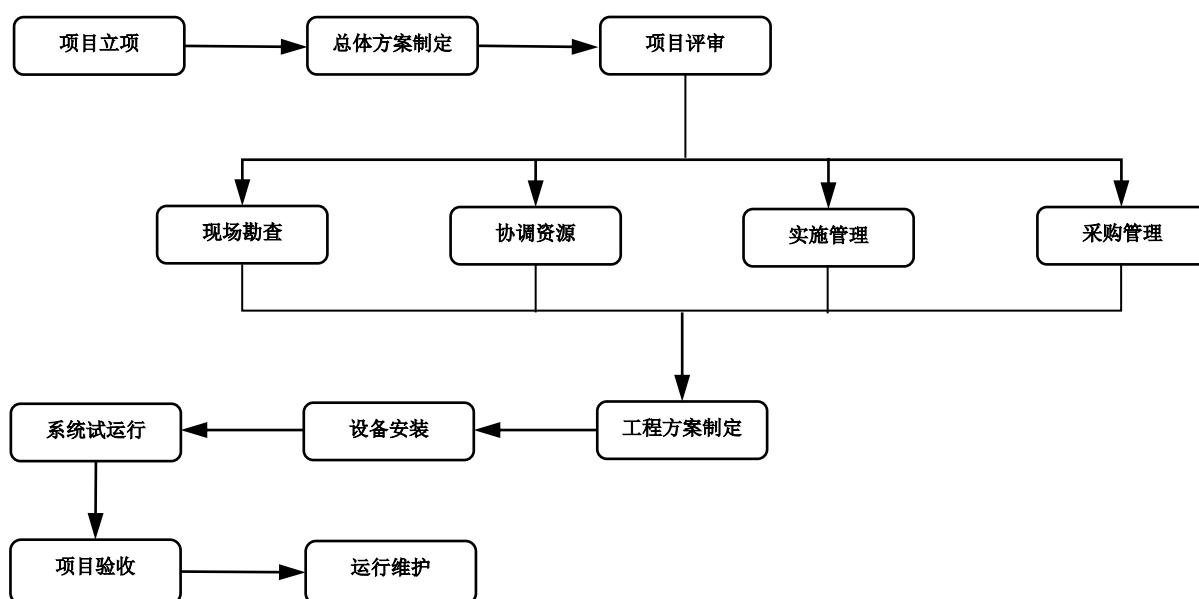 项目立项
总体方案制定
项目评审
现场勘查
协调资源
实施管理
采购管理
系统试运行
设备安装
工程方案制定
项目验收
运行维护